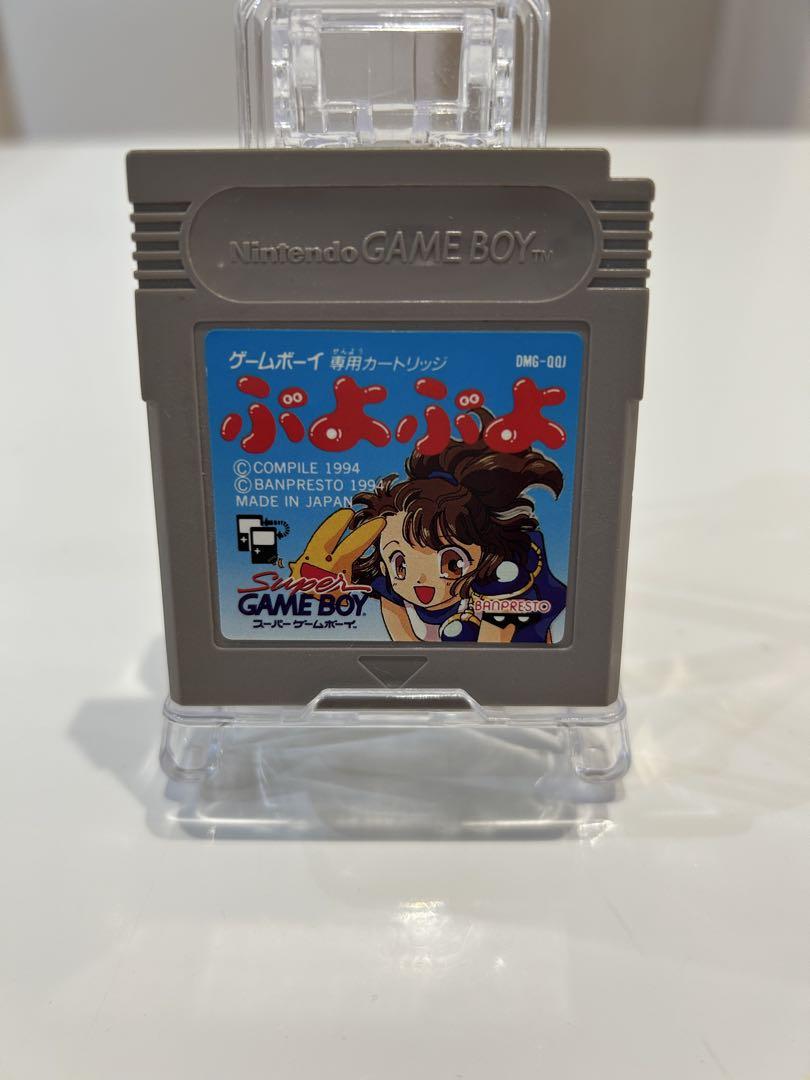 Nintendo GAME BOY TM
ゲームボーイ 専用カートリッジ DMG-QQJ
せんよう
ぷよぷよ
©COMPILE 1994
©BANPRESTO 1994
MADE IN JAPAN
Super
GAME BOY
スーパーゲームボーイ TM
BANPRESTO